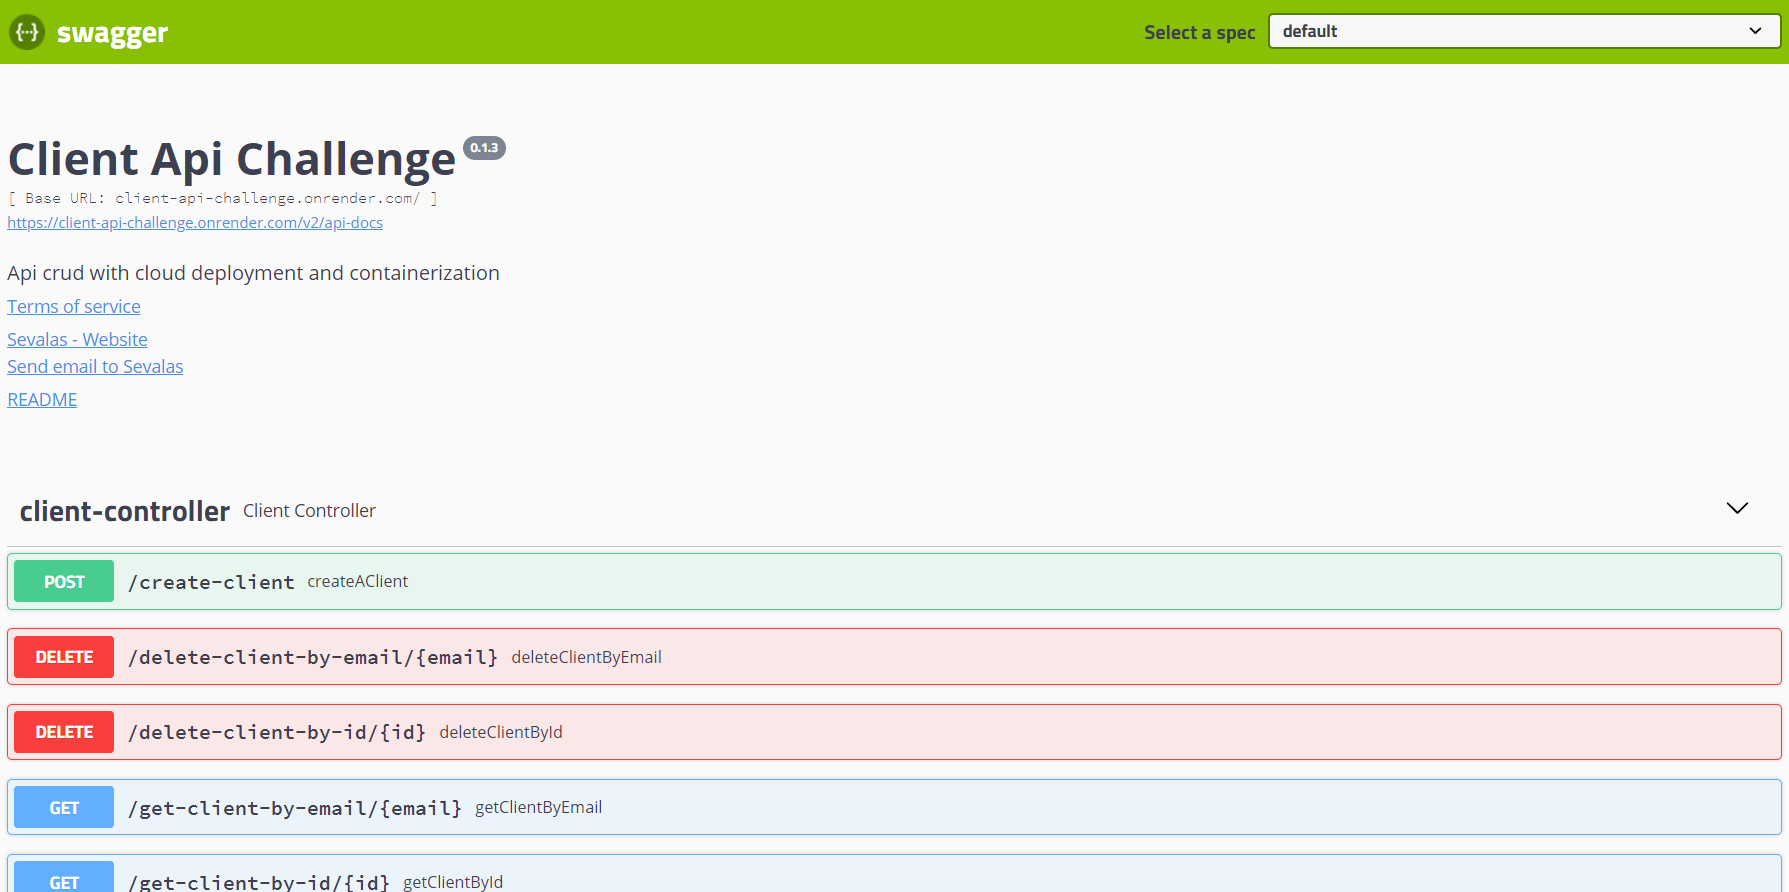 swagger
Select a spec default
Client Api Challenge 0.1.3
[ Base URL: client-api-challenge.onrender.com/ ]
https://client-api-challenge.onrender.com/v2/api-docs
Api crud with cloud deployment and containerization
Terms of service
Sevalas - Website
Send email to Sevalas
README
client-controller Client Controller
POST /create-client createAClient
DELETE /delete-client-by-email/{email} deleteClientByEmail
DELETE /delete-client-by-id/{id} deleteClientById
GET /get-client-by-email/{email} getClientByEmail
GET /get-client-by-id/{id} getClientById